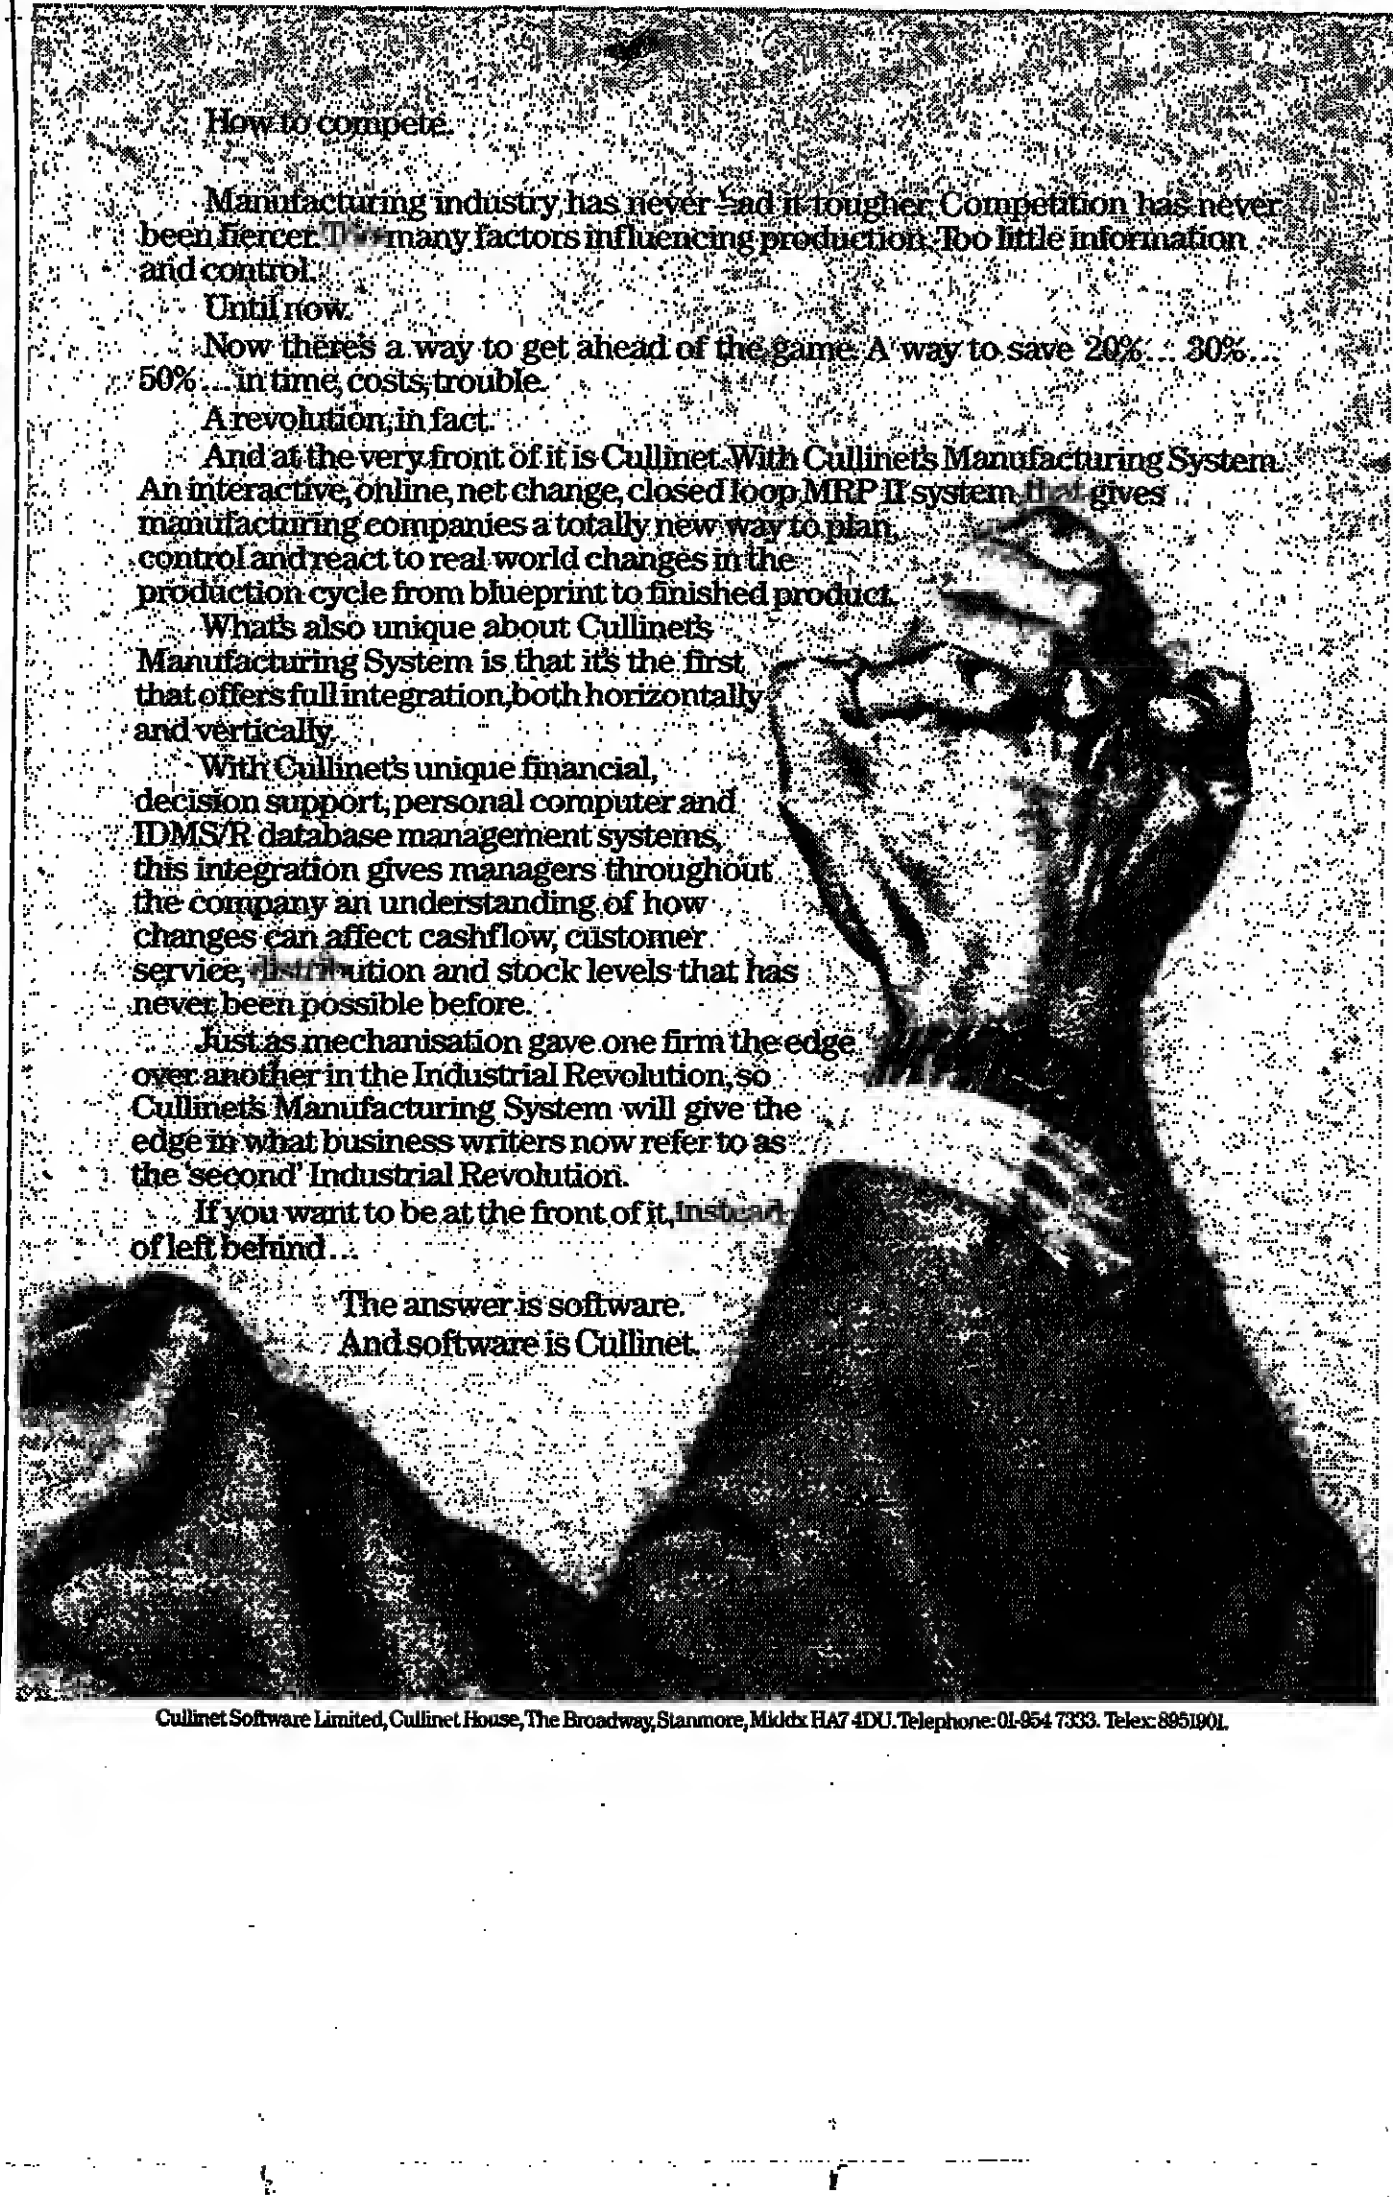 How to compete.
Manufacturing industry has never had it tougher. Competition has never
been fiercer. Too many factors influencing production. Too little information
and control.
Until now.
Now there's a way to get ahead of the game. A way to save 20%... 30%...
50%... in time, costs, trouble.
A revolution, in fact.
And at the very front of it is Cullinet. With Cullinet's Manufacturing System.
An interactive, online, net change, closed loop MRP II system that gives
manufacturing companies a totally new way to plan,
control and react to real world changes in the
production cycle from blueprint to finished product.
What's also unique about Cullinet's
Manufacturing System is that it's the first
that offers full integration, both horizontally
and vertically.
With Cullinet's unique financial,
decision support, personal computer and
IDMS/R database management systems,
this integration gives managers throughout
the company an understanding of how
changes can affect cashflow, customer
service, distribution and stock levels that has
never been possible before.
Just as mechanisation gave one firm the edge
over another in the Industrial Revolution, so
Cullinet's Manufacturing System will give the
edge in what business writers now refer to as
the 'second' Industrial Revolution.
If you want to be at the front of it, instead
of left behind...
The answer is software.
And software is Cullinet.
Cullinet Software Limited, Cullinet House, The Broadway, Stanmore, Middx HA7 4DU. Telephone: 01-954 7333. Telex: 8951901.